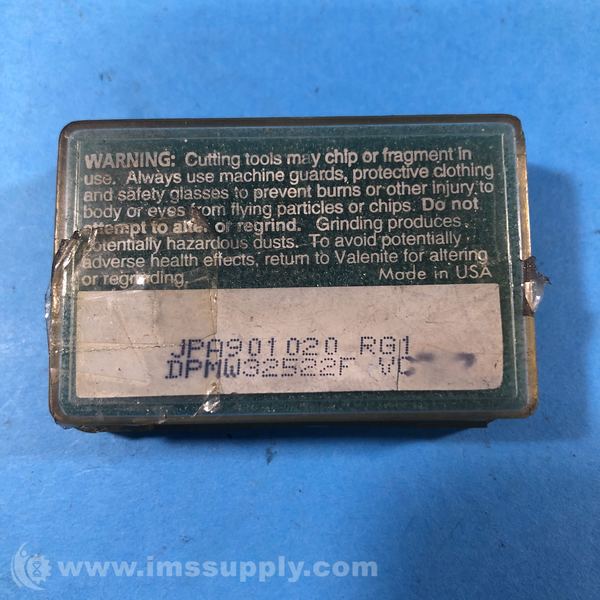 WARNING: Cutting tools may chip or fragment in
use. Always use machine guards, protective clothing
and safety glasses to prevent burns or other injury to
body or eyes from flying particles or chips. Do not
attempt to alter or regrind. Grinding produces
potentially hazardous dusts. To avoid potentially
adverse health effects, return to Valenite for altering
or regrinding.
Made in USA
JPA901020 RG1
DPMW32522F VC
www.imssupply.com